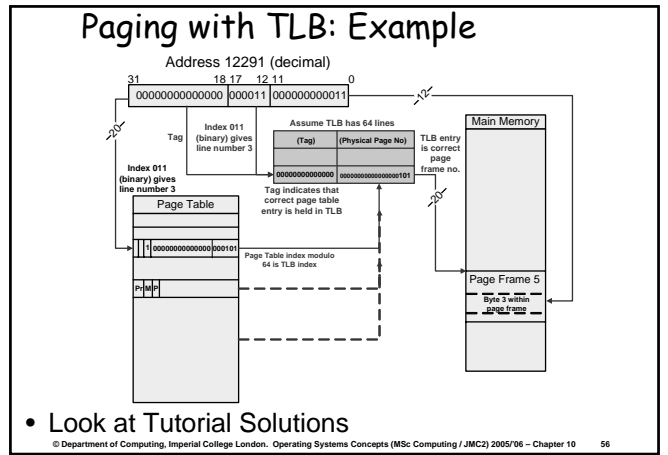 Paging with TLB: Example
Address 12291 (decimal)
31 18 17 12 11 0
00000000000000 000011 000000000011
-12-
-20-
Tag
Index 011
(binary) gives
line number 3
Assume TLB has 64 lines
(Tag) (Physical Page No)
00000000000000 00000000000000000101
TLB entry
is correct
page
frame no.
-20-
Main Memory
Index 011
(binary) gives
line number 3
Tag indicates that
correct page table
entry is held in TLB
Page Table
1 00000000000000 000101
Page Table index modulo
64 is TLB index
Pr M P
Page Frame 5
Byte 3 within
page frame
• Look at Tutorial Solutions
© Department of Computing, Imperial College London. Operating Systems Concepts (MSc Computing / JMC2) 2005/'06 – Chapter 10 56